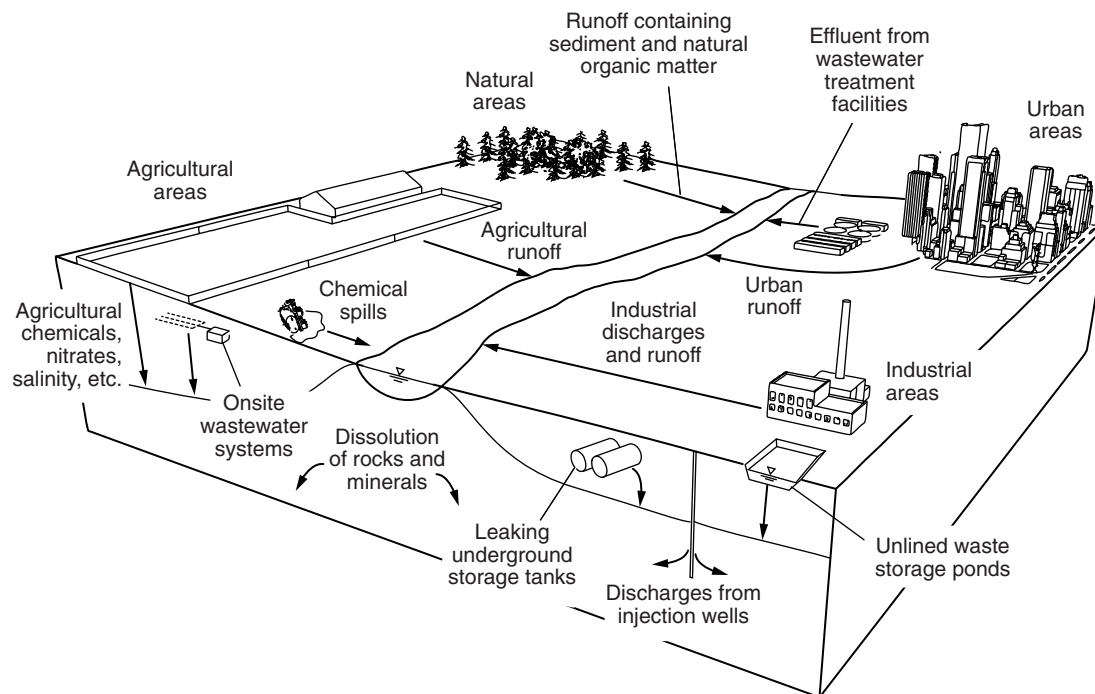 Runoff containing
sediment and natural
organic matter
Effluent from
wastewater
treatment
facilities
Natural
areas
Urban
areas
Agricultural
areas
Agricultural
runoff
Chemical
spills
Urban
runoff
Industrial
discharges
and runoff
Agricultural
chemicals,
nitrates,
salinity, etc.
Industrial
areas
Onsite
wastewater
systems
Dissolution
of rocks and
minerals
Leaking
underground
storage tanks
Unlined waste
storage ponds
Discharges from
injection wells